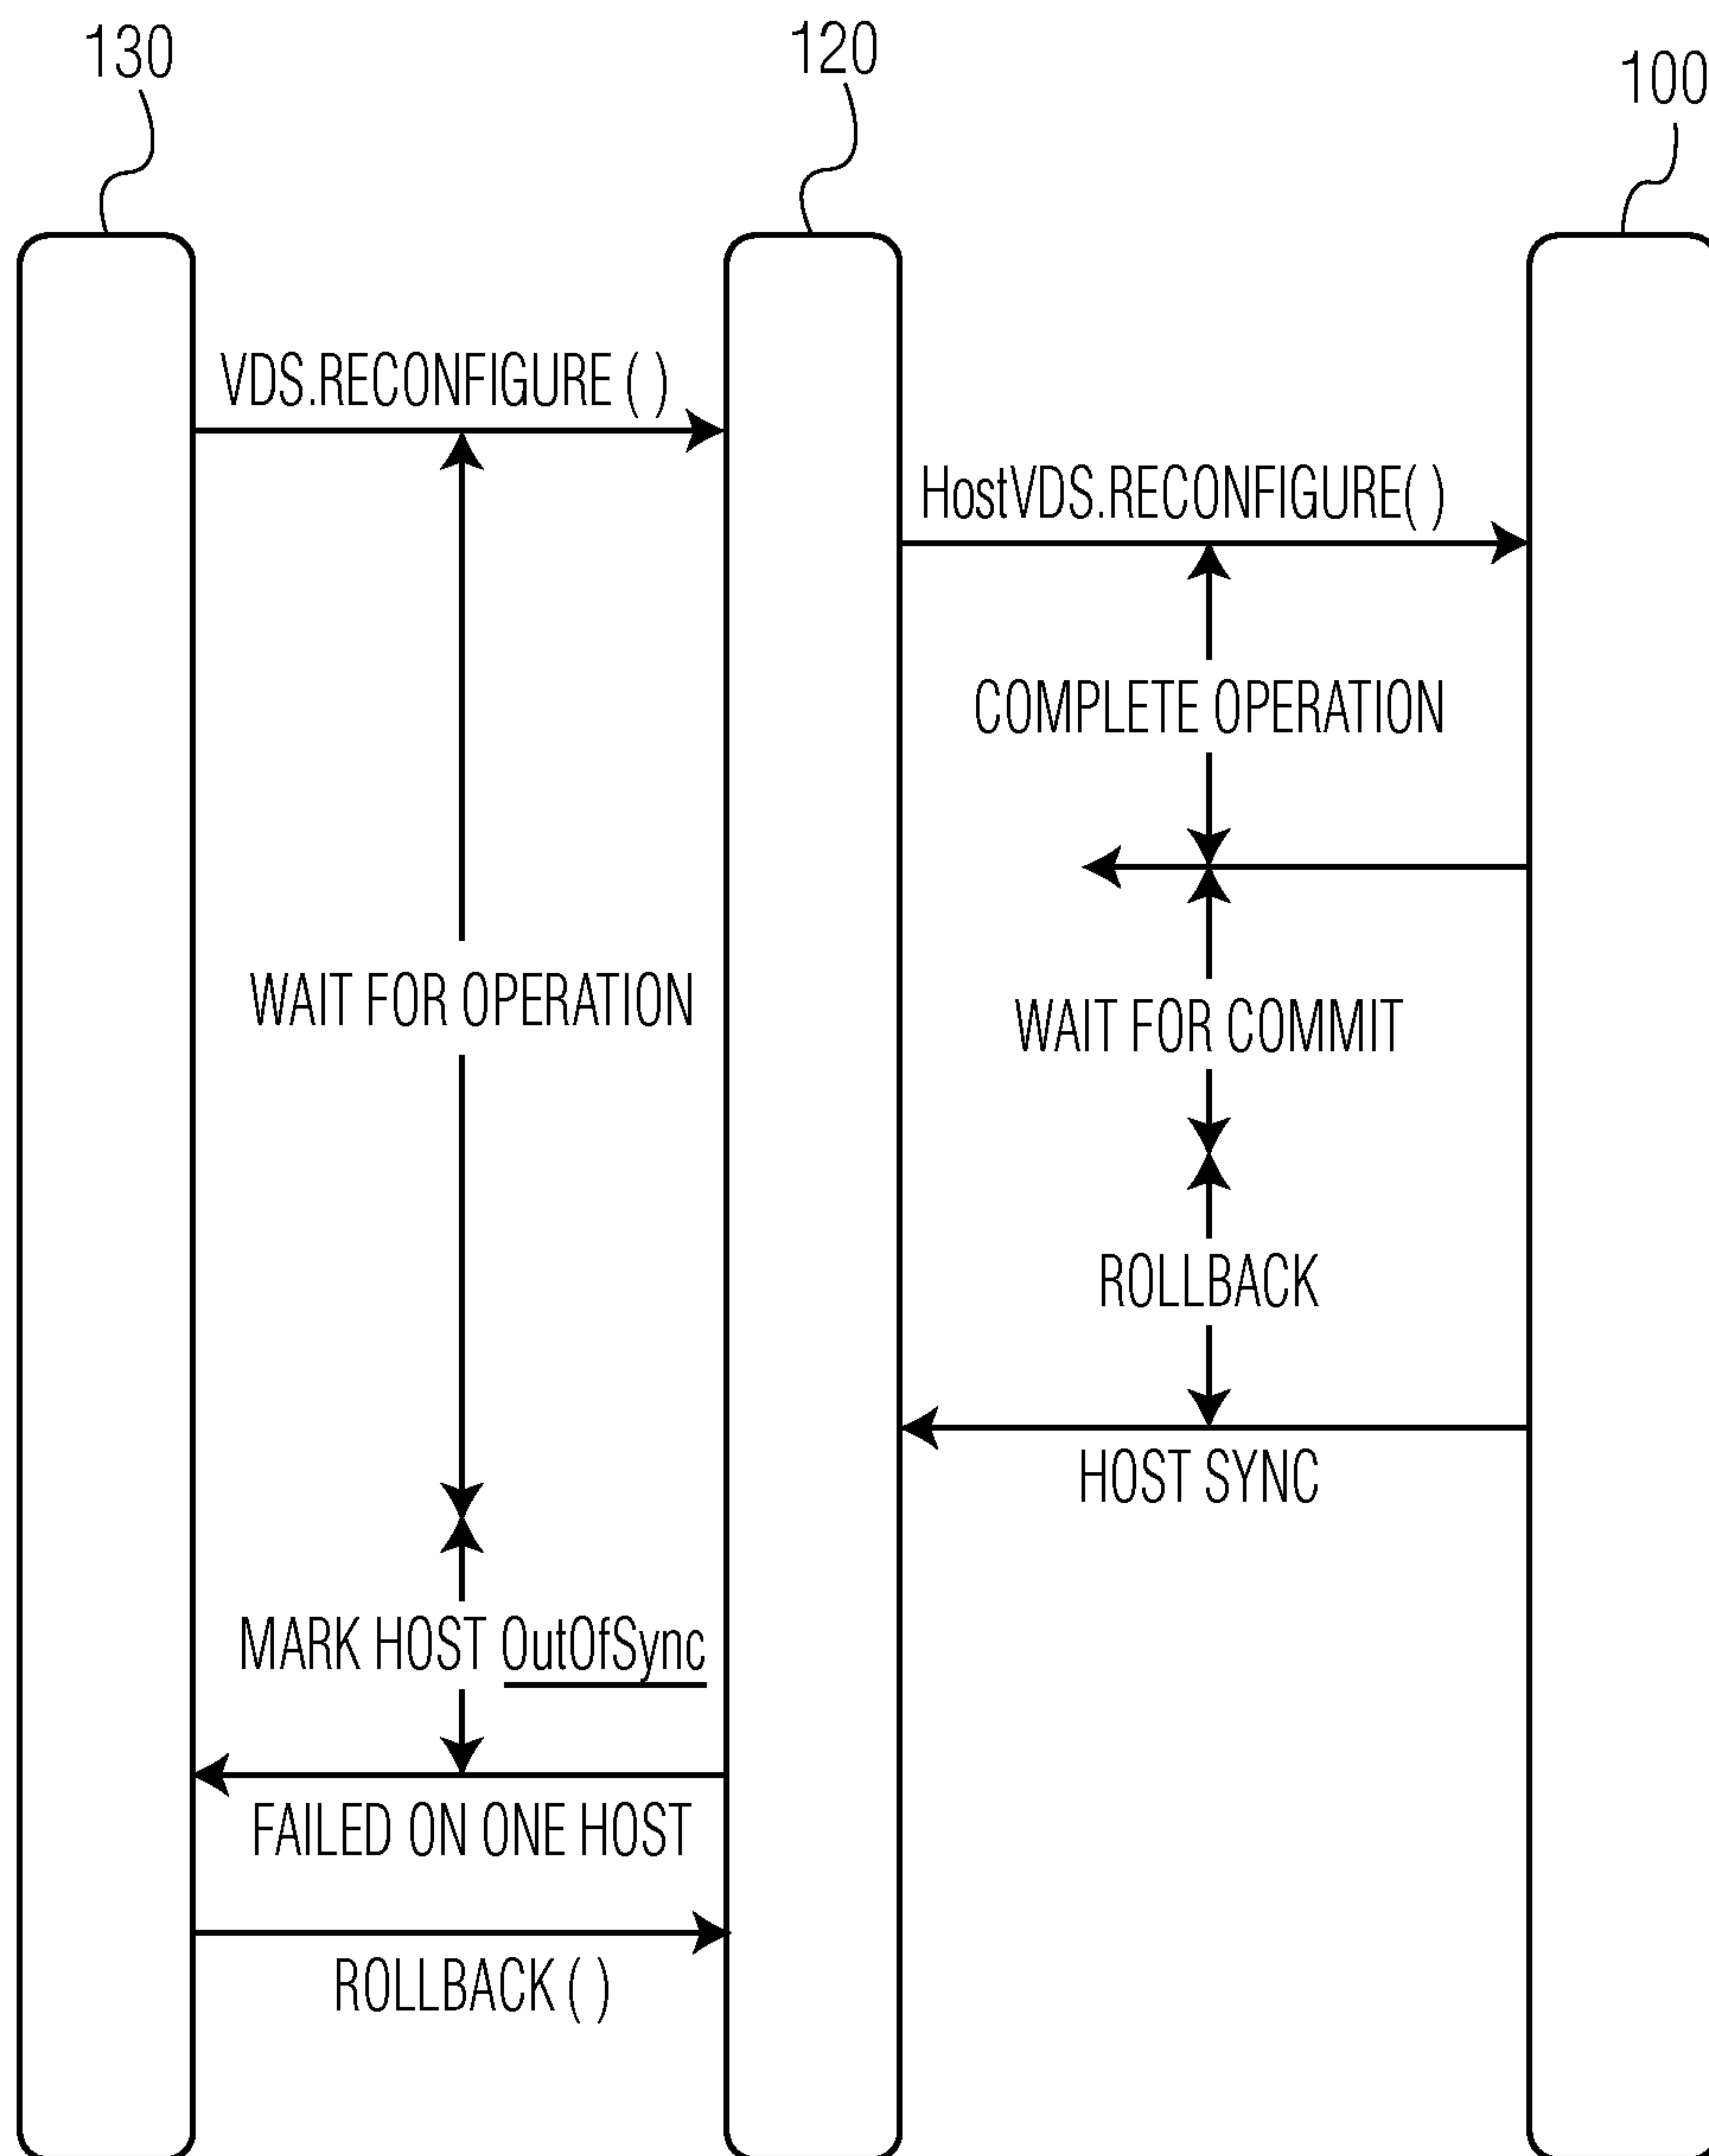 130
120
100
VDS.RECONFIGURE ( )
HostVDS.RECONFIGURE( )
COMPLETE OPERATION
WAIT FOR OPERATION
WAIT FOR COMMIT
ROLLBACK
HOST SYNC
MARK HOST OutOfSync
FAILED ON ONE HOST
ROLLBACK ( )